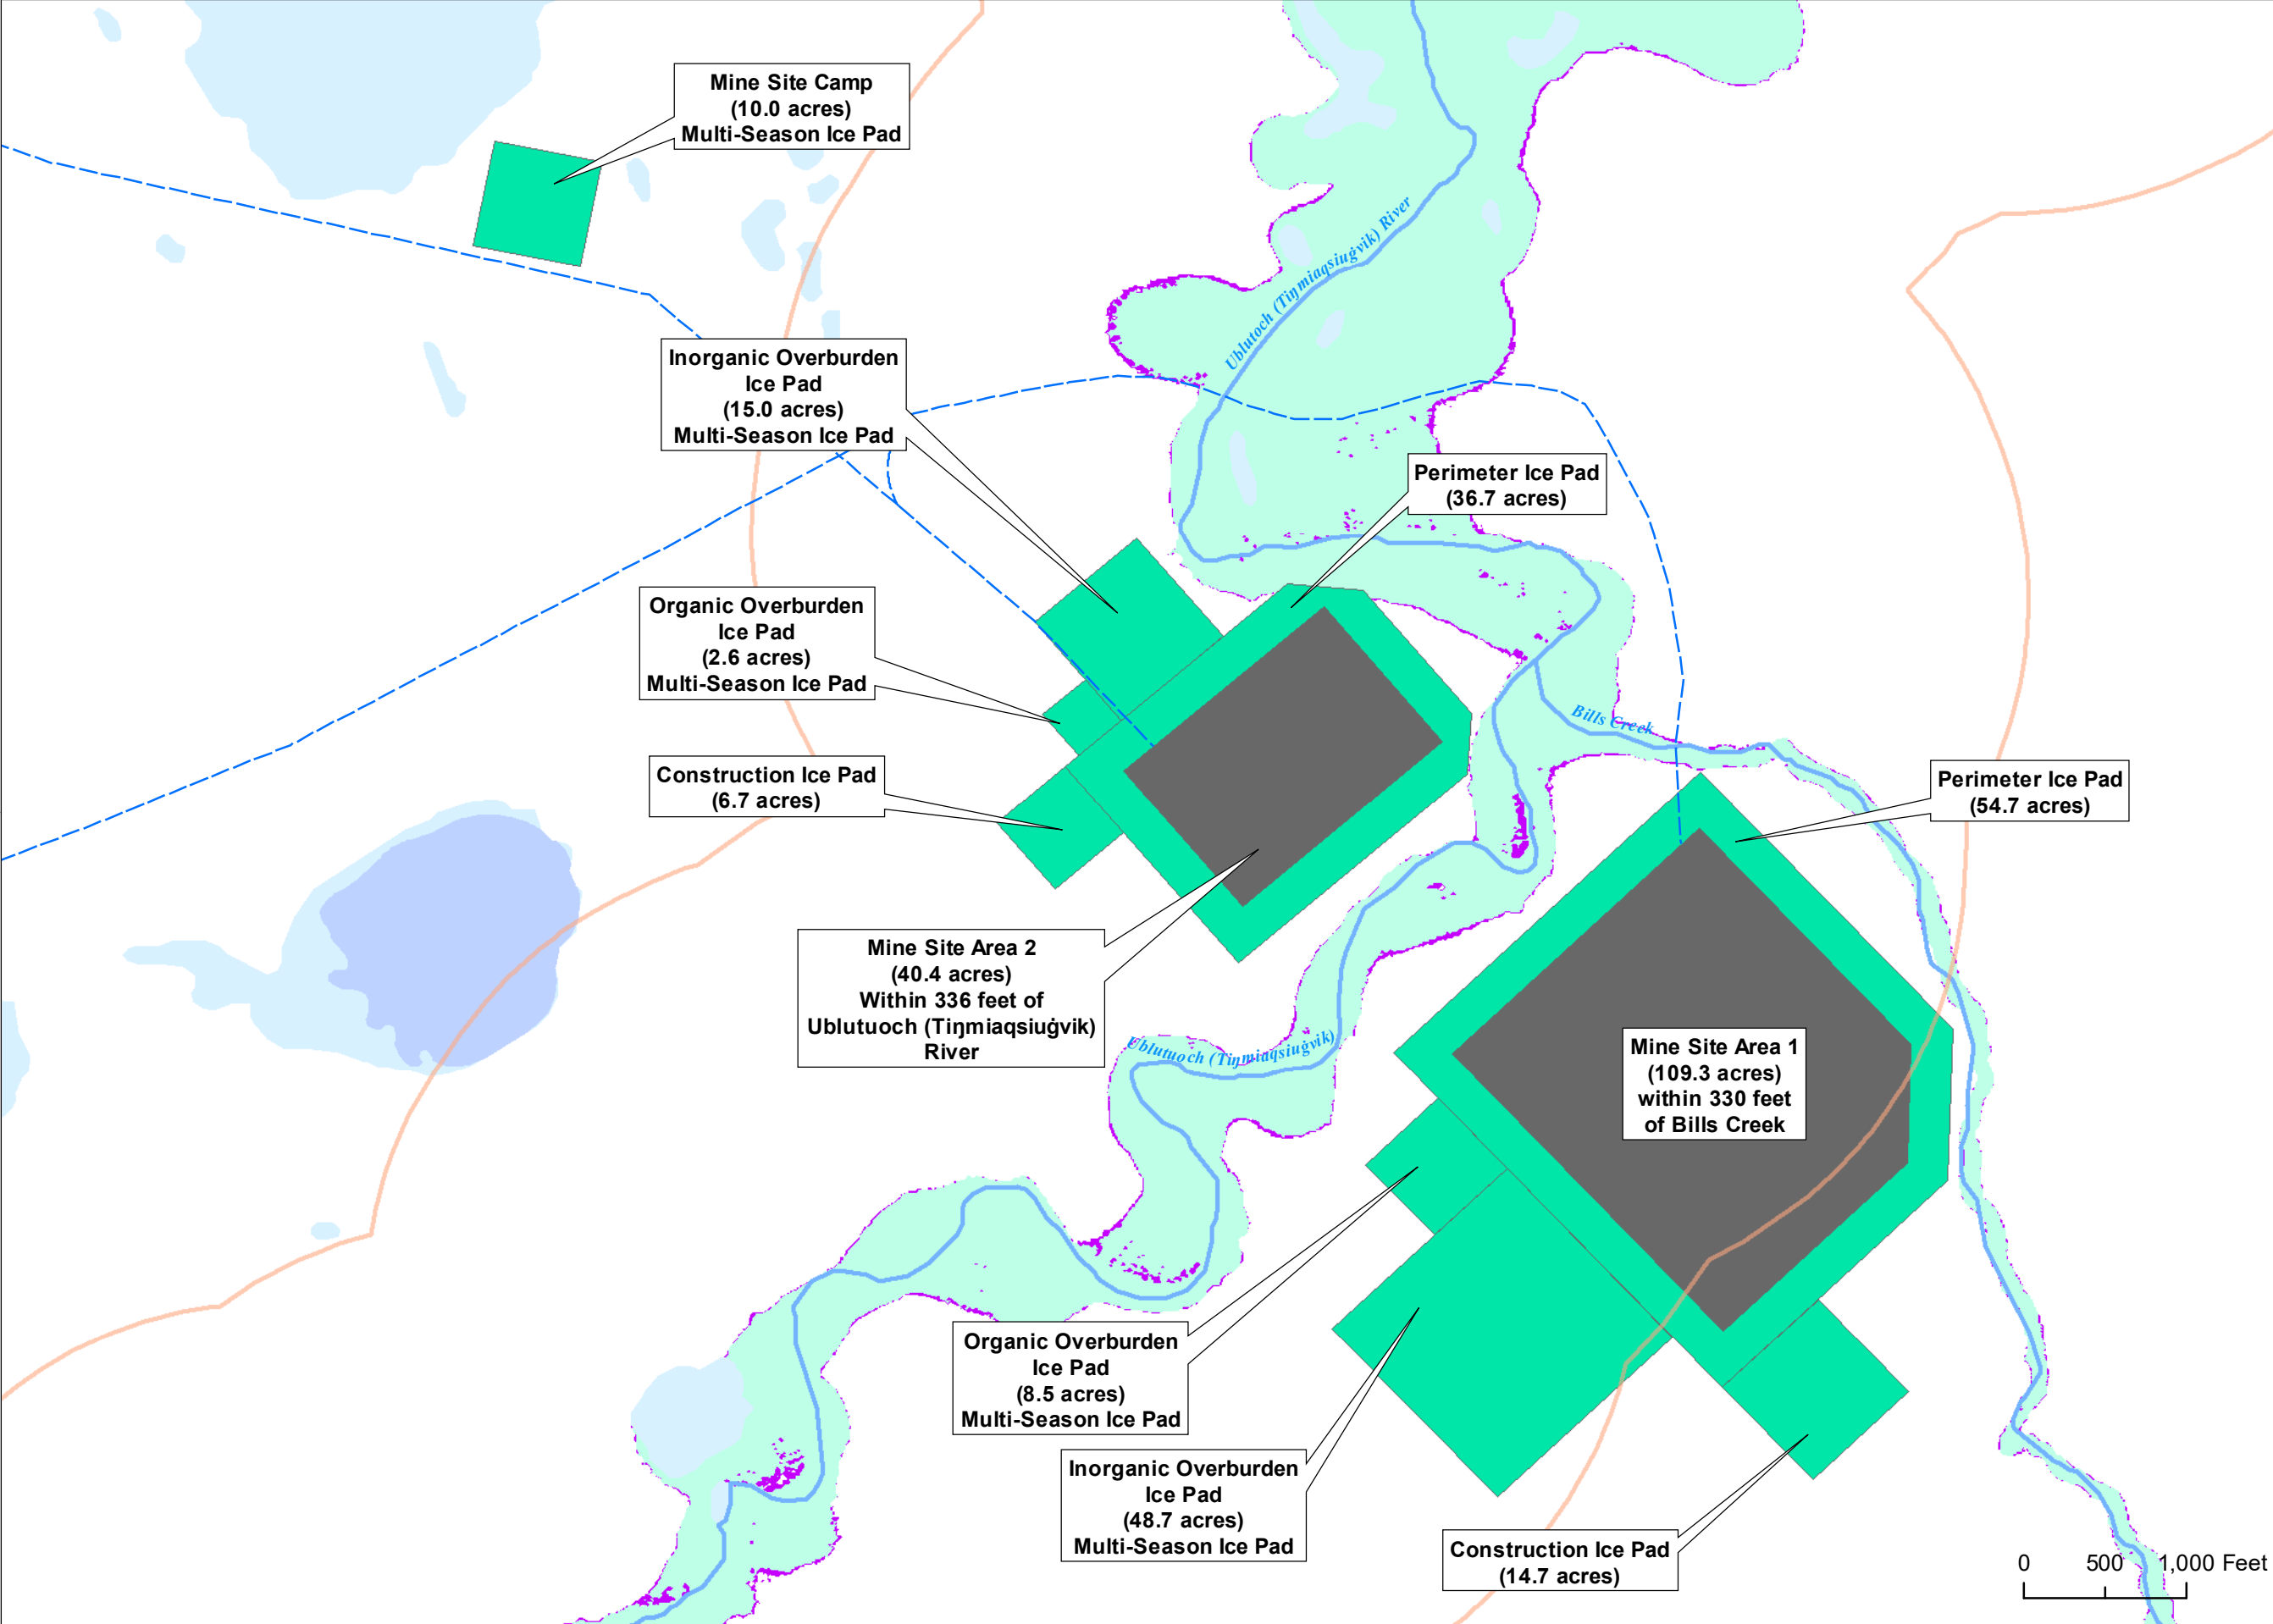 Mine Site Camp
(10.0 acres)
Multi-Season Ice Pad
Ublutuoch (Tiŋmiaqsiuġvik) River
Inorganic Overburden
Ice Pad
(15.0 acres)
Multi-Season Ice Pad
Perimeter Ice Pad
(36.7 acres)
Organic Overburden
Ice Pad
(2.6 acres)
Multi-Season Ice Pad
Bills Creek
Construction Ice Pad
(6.7 acres)
Perimeter Ice Pad
(54.7 acres)
Mine Site Area 2
(40.4 acres)
Within 336 feet of
Ublutuoch (Tiŋmiaqsiuġvik)
River
Ublutuoch (Tiŋmiaqsiuġvik)
Mine Site Area 1
(109.3 acres)
within 330 feet
of Bills Creek
Organic Overburden
Ice Pad
(8.5 acres)
Multi-Season Ice Pad
Inorganic Overburden
Ice Pad
(48.7 acres)
Multi-Season Ice Pad
Construction Ice Pad
(14.7 acres)
0 500 1,000 Feet